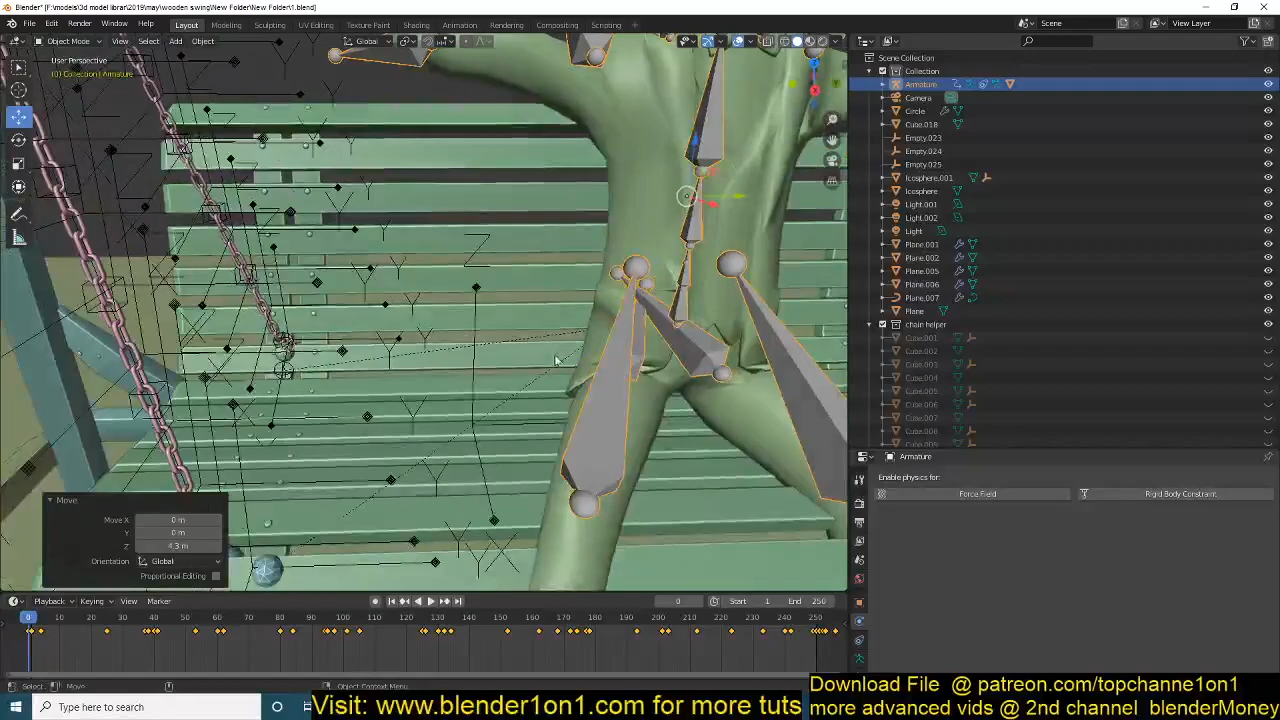 Blender* [F:\models\3d model librari\2019\may\wooden swing\New Folder\New Folder\1.blend]
File Edit Render Window Help Layout Modeling Sculpting UV Editing Texture Paint Shading Animation Rendering Compositing Scripting Scene View Layer
Object Mode View Select Add Object Global
User Perspective
(0) Collection | Armature
Scene Collection
Collection
Armature
Camera
Circle
Cube.018
Empty.023
Empty.024
Empty.025
Icosphere.001
Icosphere
Light.001
Light.002
Light
Plane.001
Plane.002
Plane.005
Plane.006
Plane.007
Plane
chain helper
Cube.001
Cube.002
Cube.003
Cube.004
Cube.005
Cube.006
Cube.007
Cube.008
Cube.009
Armature
Enable physics for:
Force Field Rigid Body Constraint
Move
Move X 0 m
Y 0 m
Z 4.3 m
Orientation Global
Proportional Editing
Playback Keying View Marker 0 Start 1 End 250
0 10 20 30 40 50 60 70 80 90 100 110 120 130 140 150 160 170 180 190 200 210 220 230 240 250
Select Move Object Context Menu
Type here to search
Visit: www.blender1on1.com for more tuts
Download File @ patreon.com/topchanne1on1
more advanced vids @ 2nd channel blenderMoney